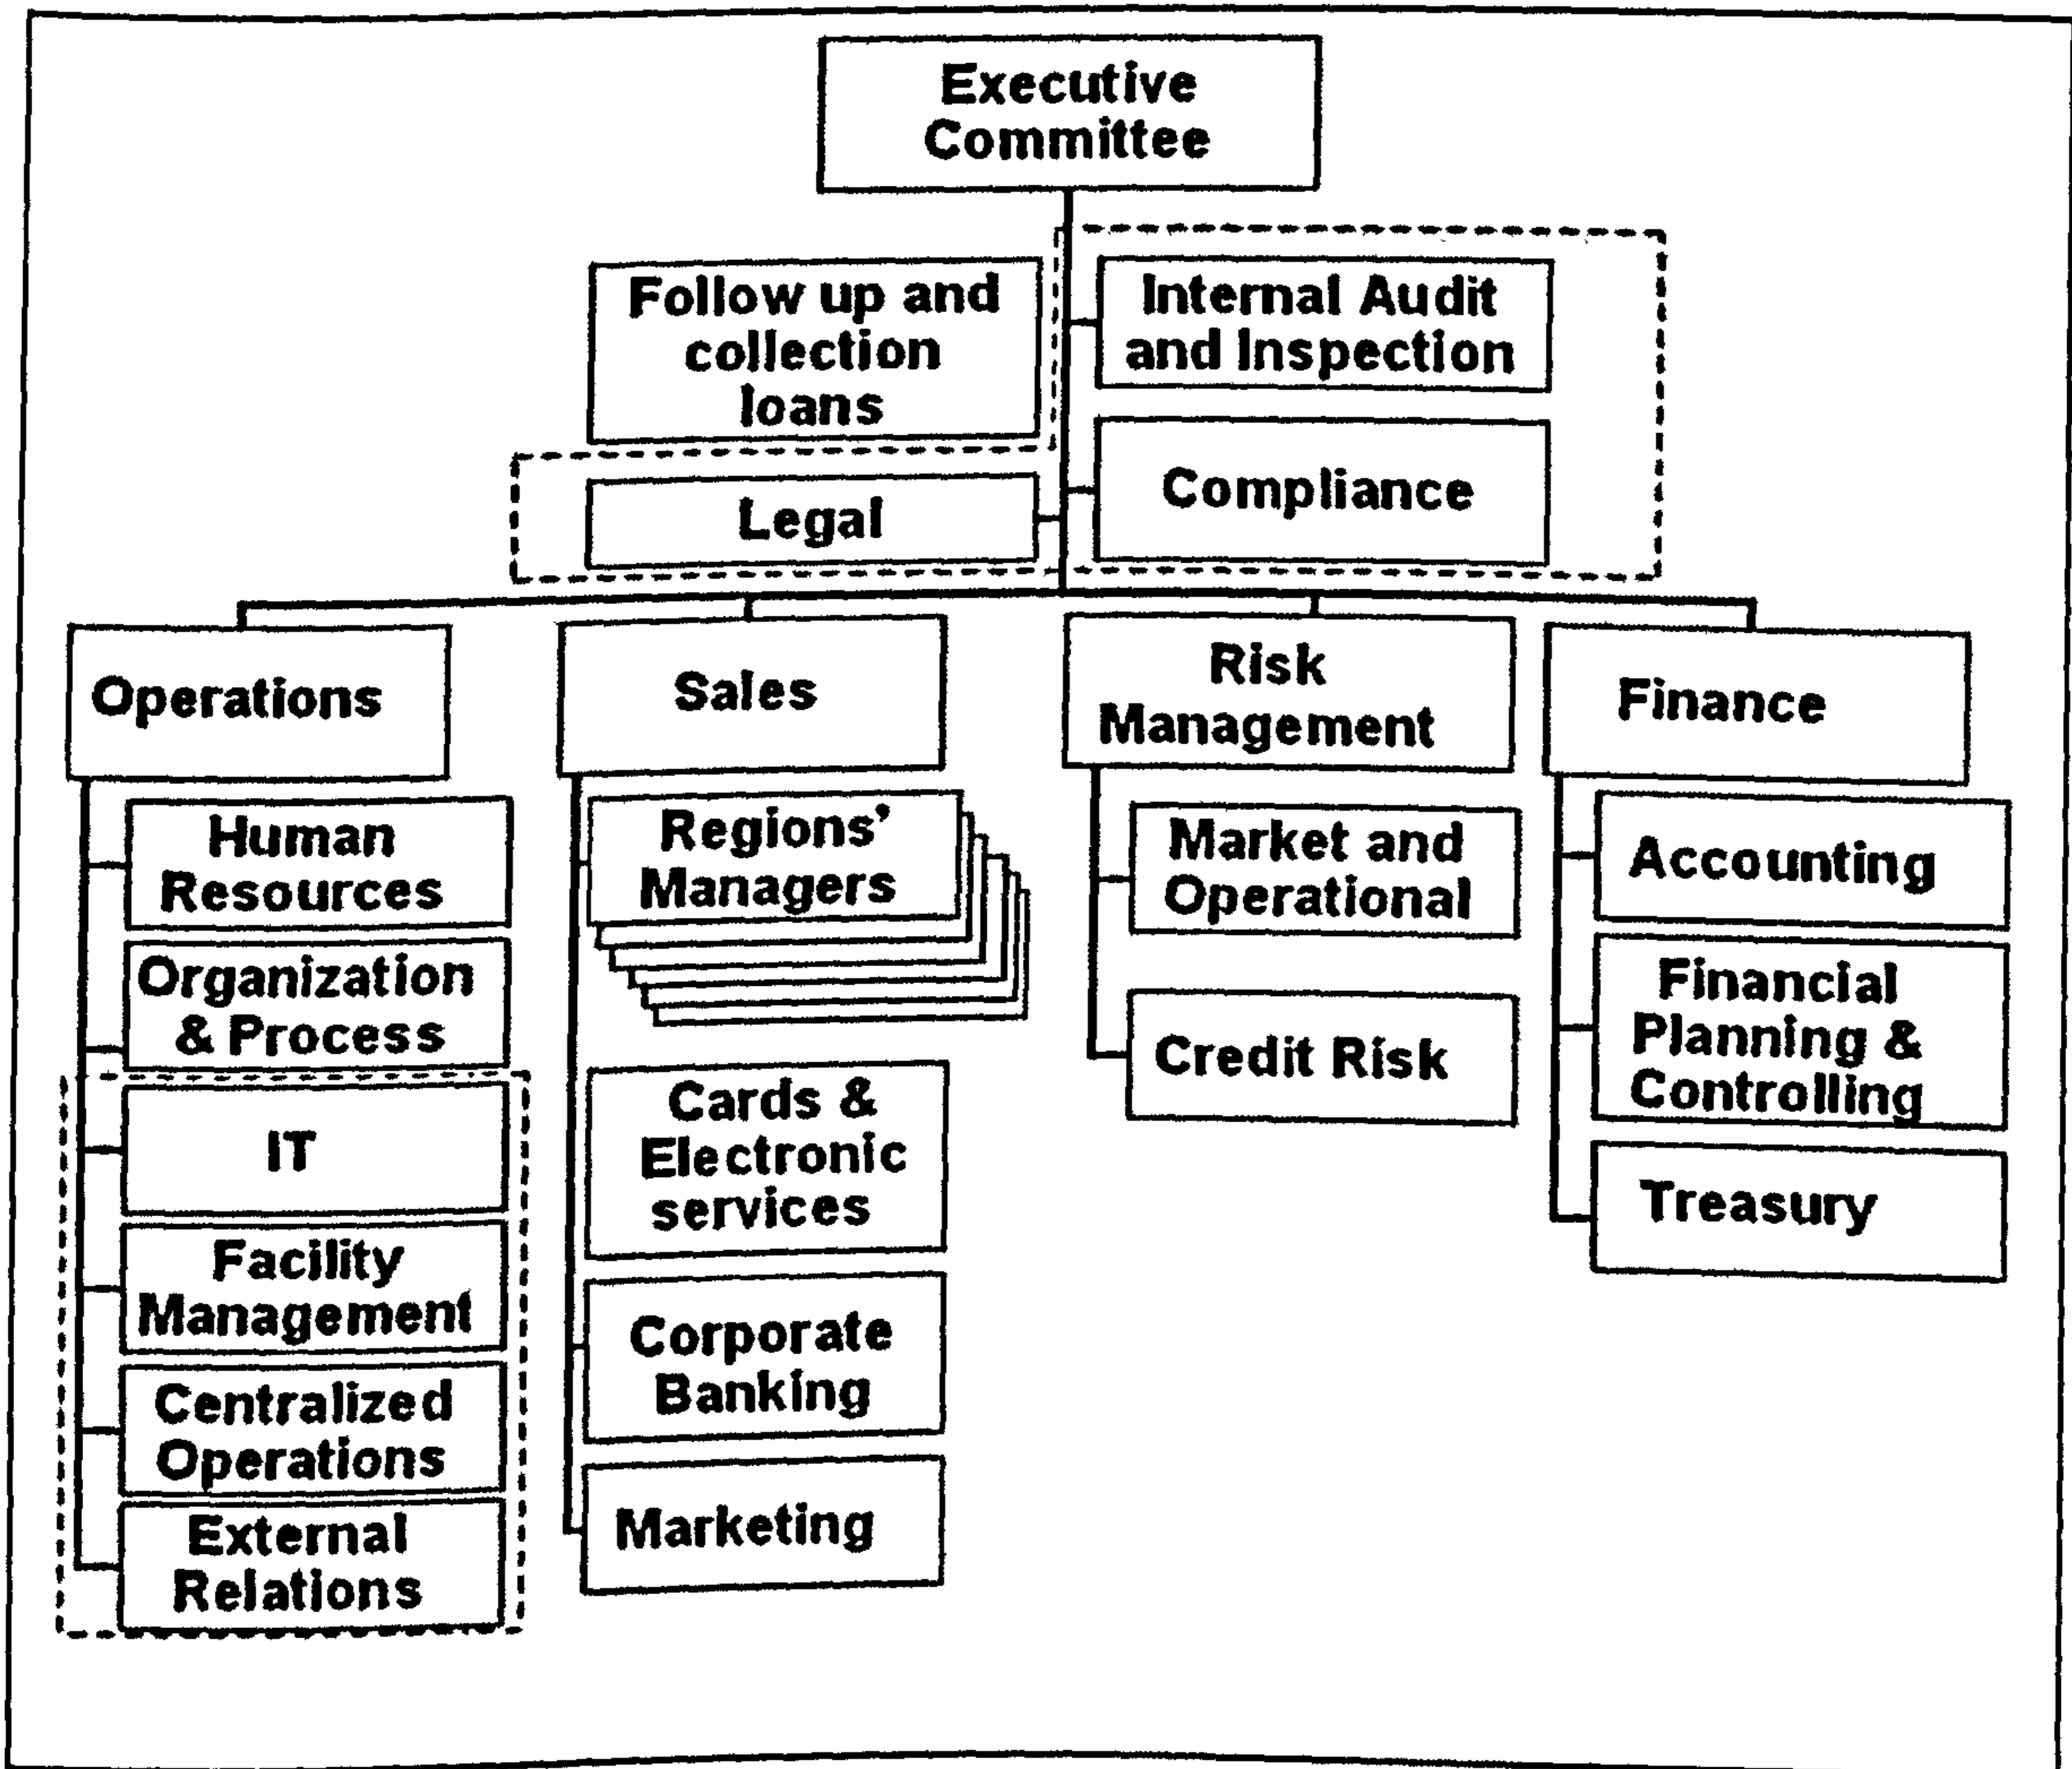 Executive
Committee
Follow up and
collection
loans
Internal Audit
and Inspection
Legal
Compliance
Operations
Sales
Risk
Management
Finance
Human
Resources
Organization
& Process
IT
Facility
Management
Centralized
Operations
External
Relations
Regions'
Managers
Cards &
Electronic
services
Corporate
Banking
Marketing
Market and
Operational
Credit Risk
Accounting
Financial
Planning &
Controlling
Treasury